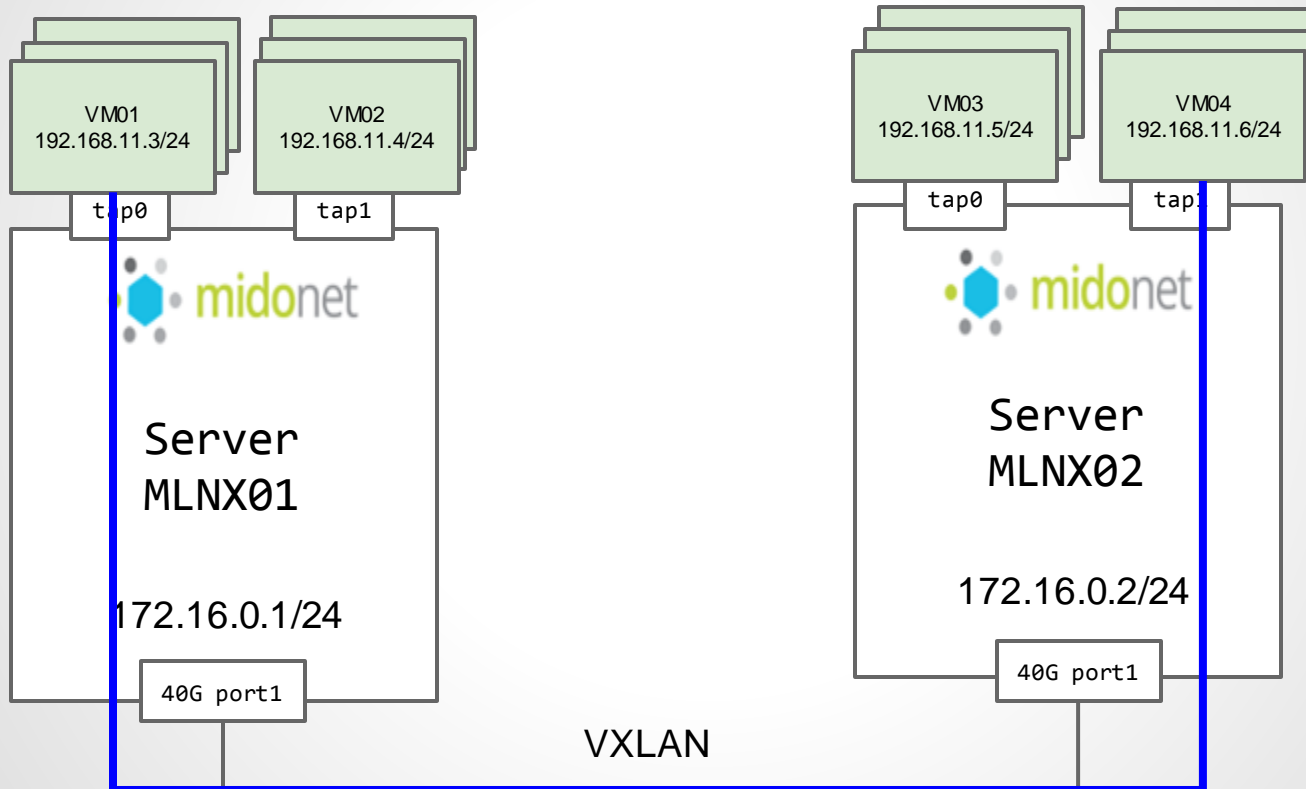 VM01
192.168.11.3/24
VM02
192.168.11.4/24
VM03
192.168.11.5/24
VM04
192.168.11.6/24
tap0
tap1
tap0
tap1
midonet
midonet
Server
MLNX01
Server
MLNX02
172.16.0.1/24
172.16.0.2/24
40G port1
40G port1
VXLAN